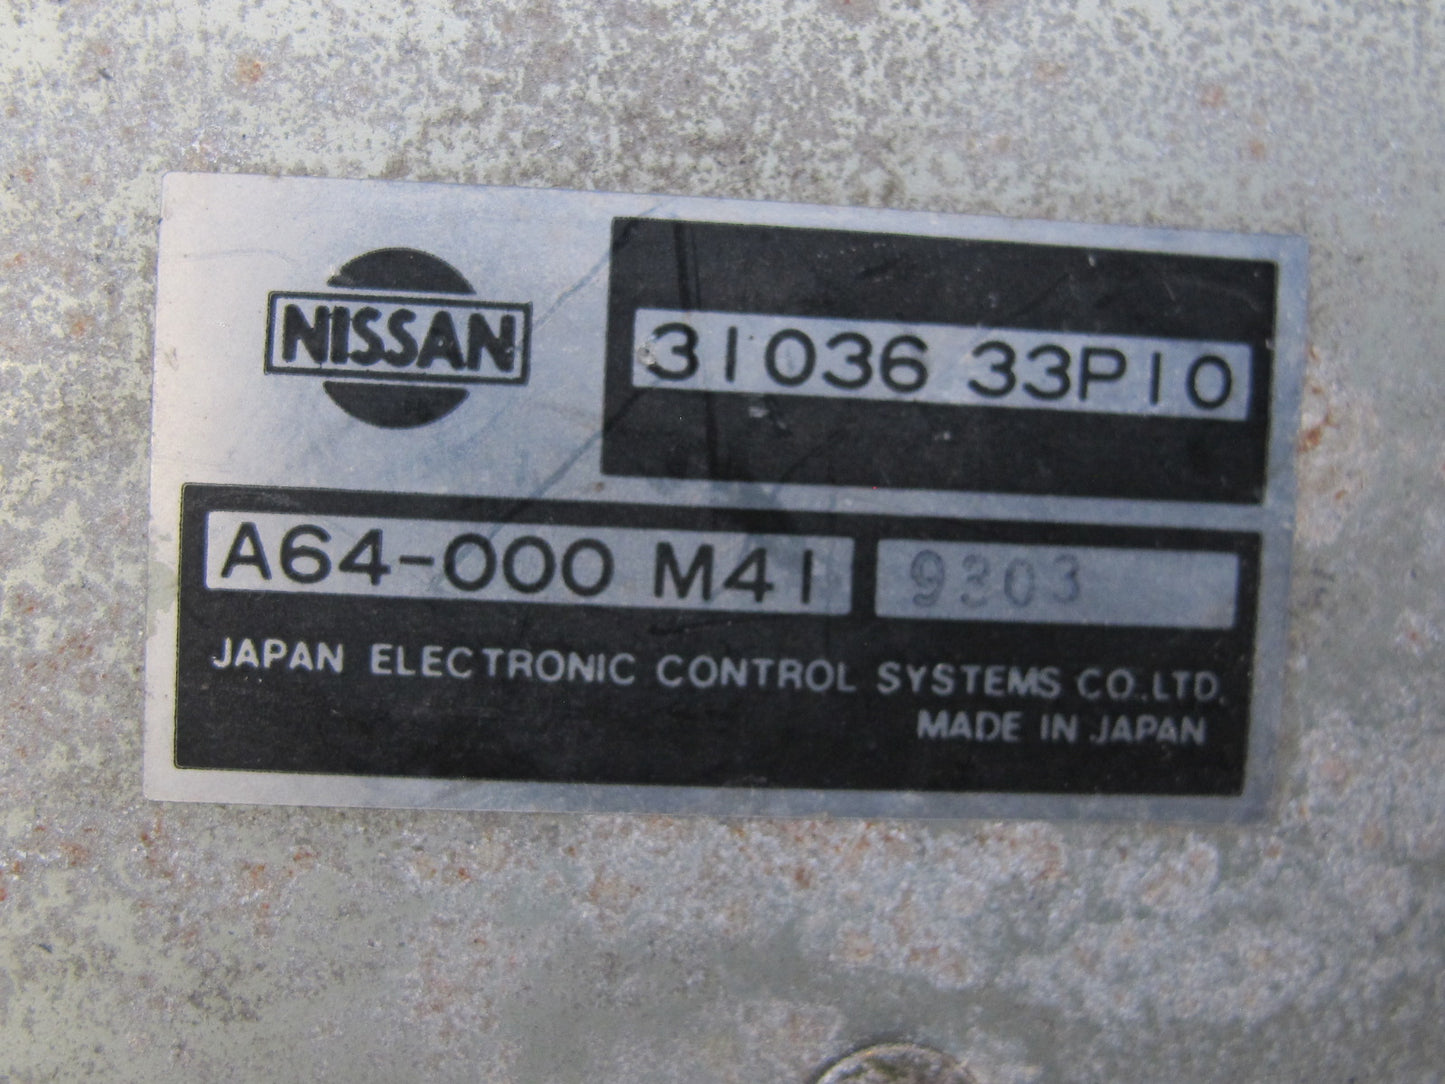 NISSAN
31036 33P10
A64-000 M41 9303
JAPAN ELECTRONIC CONTROL SYSTEMS CO.,LTD.
MADE IN JAPAN